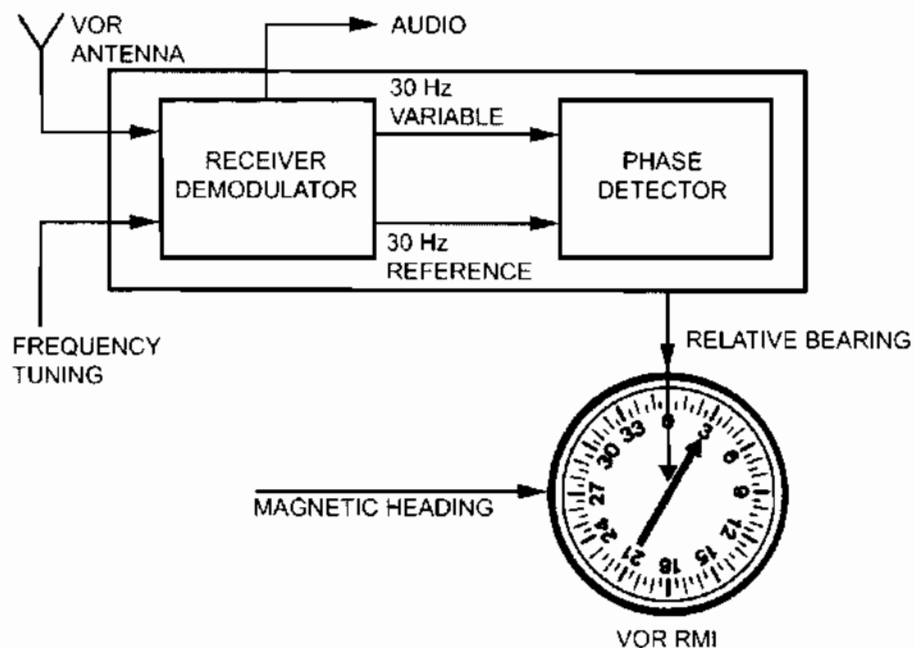 VOR
ANTENNA
AUDIO
30 Hz
VARIABLE
RECEIVER
DEMODULATOR
PHASE
DETECTOR
30 Hz
REFERENCE
FREQUENCY
TUNING
RELATIVE BEARING
MAGNETIC HEADING
0
3
6
9
12
15
18
21
24
27
30
33
VOR RMI